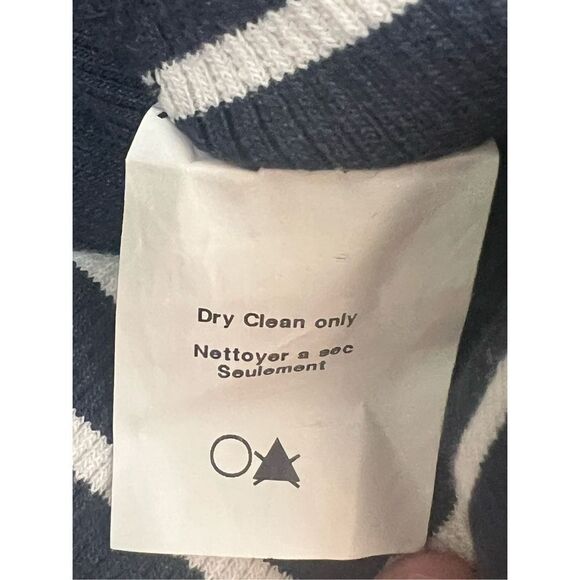 Dry Clean only
Nettoyer a sec
Seulement